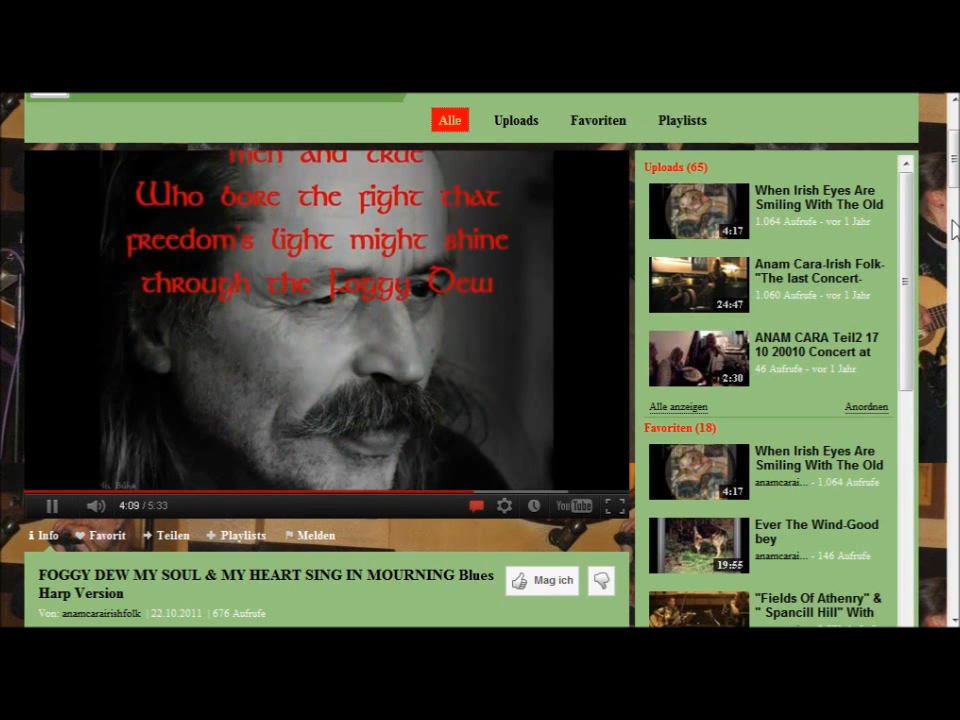 Alle Uploads Favoriten Playlists
men and true
Who bore the fight that
freedom's light might shine
through the Foggy Dew
4:09 / 5:33
YouTube
Info Favorit Teilen Playlists Melden
FOGGY DEW MY SOUL & MY HEART SING IN MOURNING Blues
Harp Version
Von: anamcarairishfolk | 22.10.2011 | 676 Aufrufe
Mag ich
Uploads (65)
When Irish Eyes Are
Smiling With The Old
1.064 Aufrufe - vor 1 Jahr
4:17
Anam Cara-Irish Folk-
"The last Concert-
1.060 Aufrufe - vor 1 Jahr
24:47
ANAM CARA Teil2 17
10 20010 Concert at
46 Aufrufe - vor 1 Jahr
2:30
Alle anzeigen Anordnen
Favoriten (18)
When Irish Eyes Are
Smiling With The Old
anamcarai... - 1.064 Aufrufe
4:17
Ever The Wind-Good
bey
anamcarai... - 146 Aufrufe
19:55
"Fields Of Athenry" &
" Spancill Hill" With